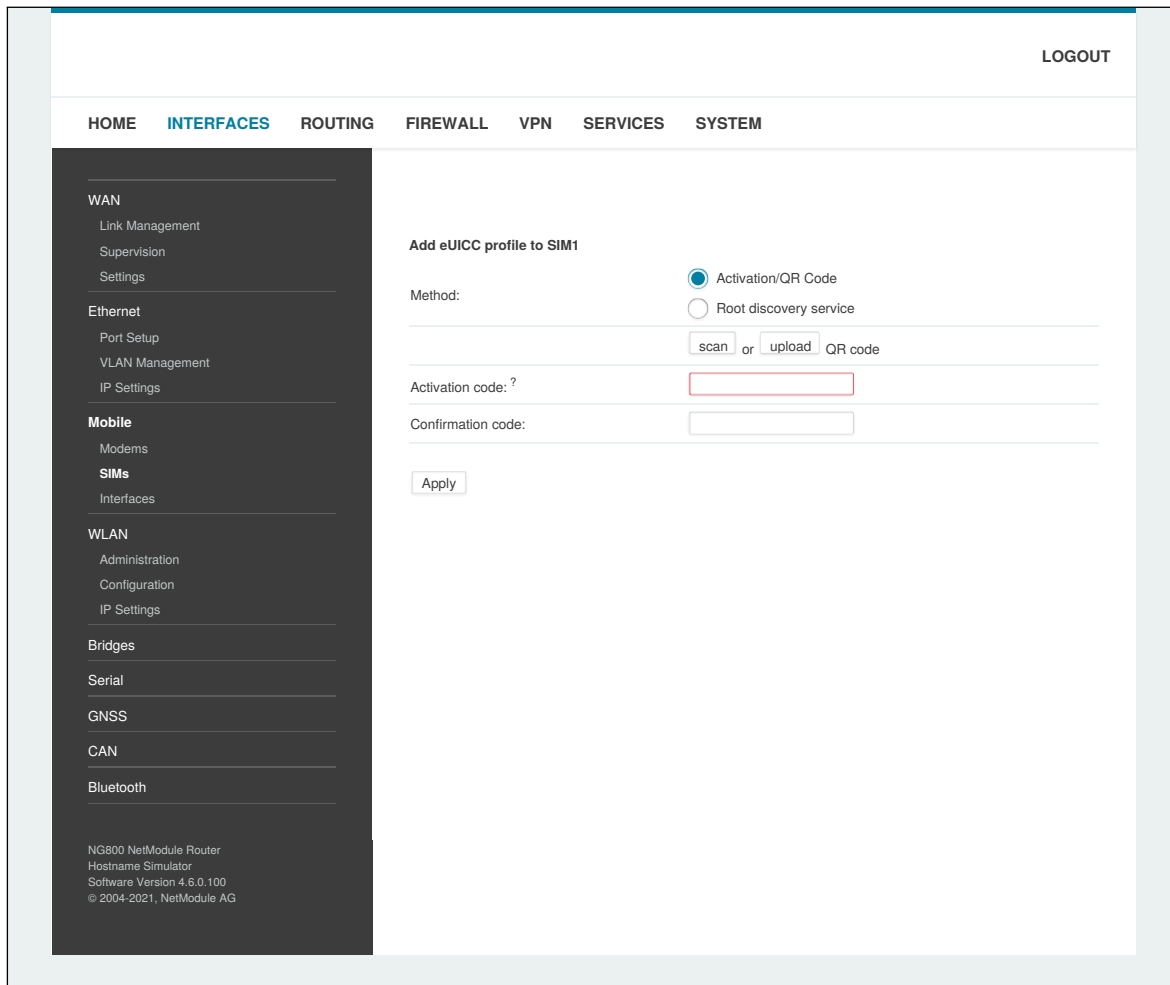 LOGOUT
HOME INTERFACES ROUTING FIREWALL VPN SERVICES SYSTEM
WAN
Link Management
Supervision
Settings
Ethernet
Port Setup
VLAN Management
IP Settings
Mobile
Modems
SIMs
Interfaces
WLAN
Administration
Configuration
IP Settings
Bridges
Serial
GNSS
CAN
Bluetooth
NG800 NetModule Router
Hostname Simulator
Software Version 4.6.0.100
© 2004-2021, NetModule AG
Add eUICC profile to SIM1
Method:
Activation/QR Code
Root discovery service
scan or upload QR code
Activation code: ?
Confirmation code:
Apply